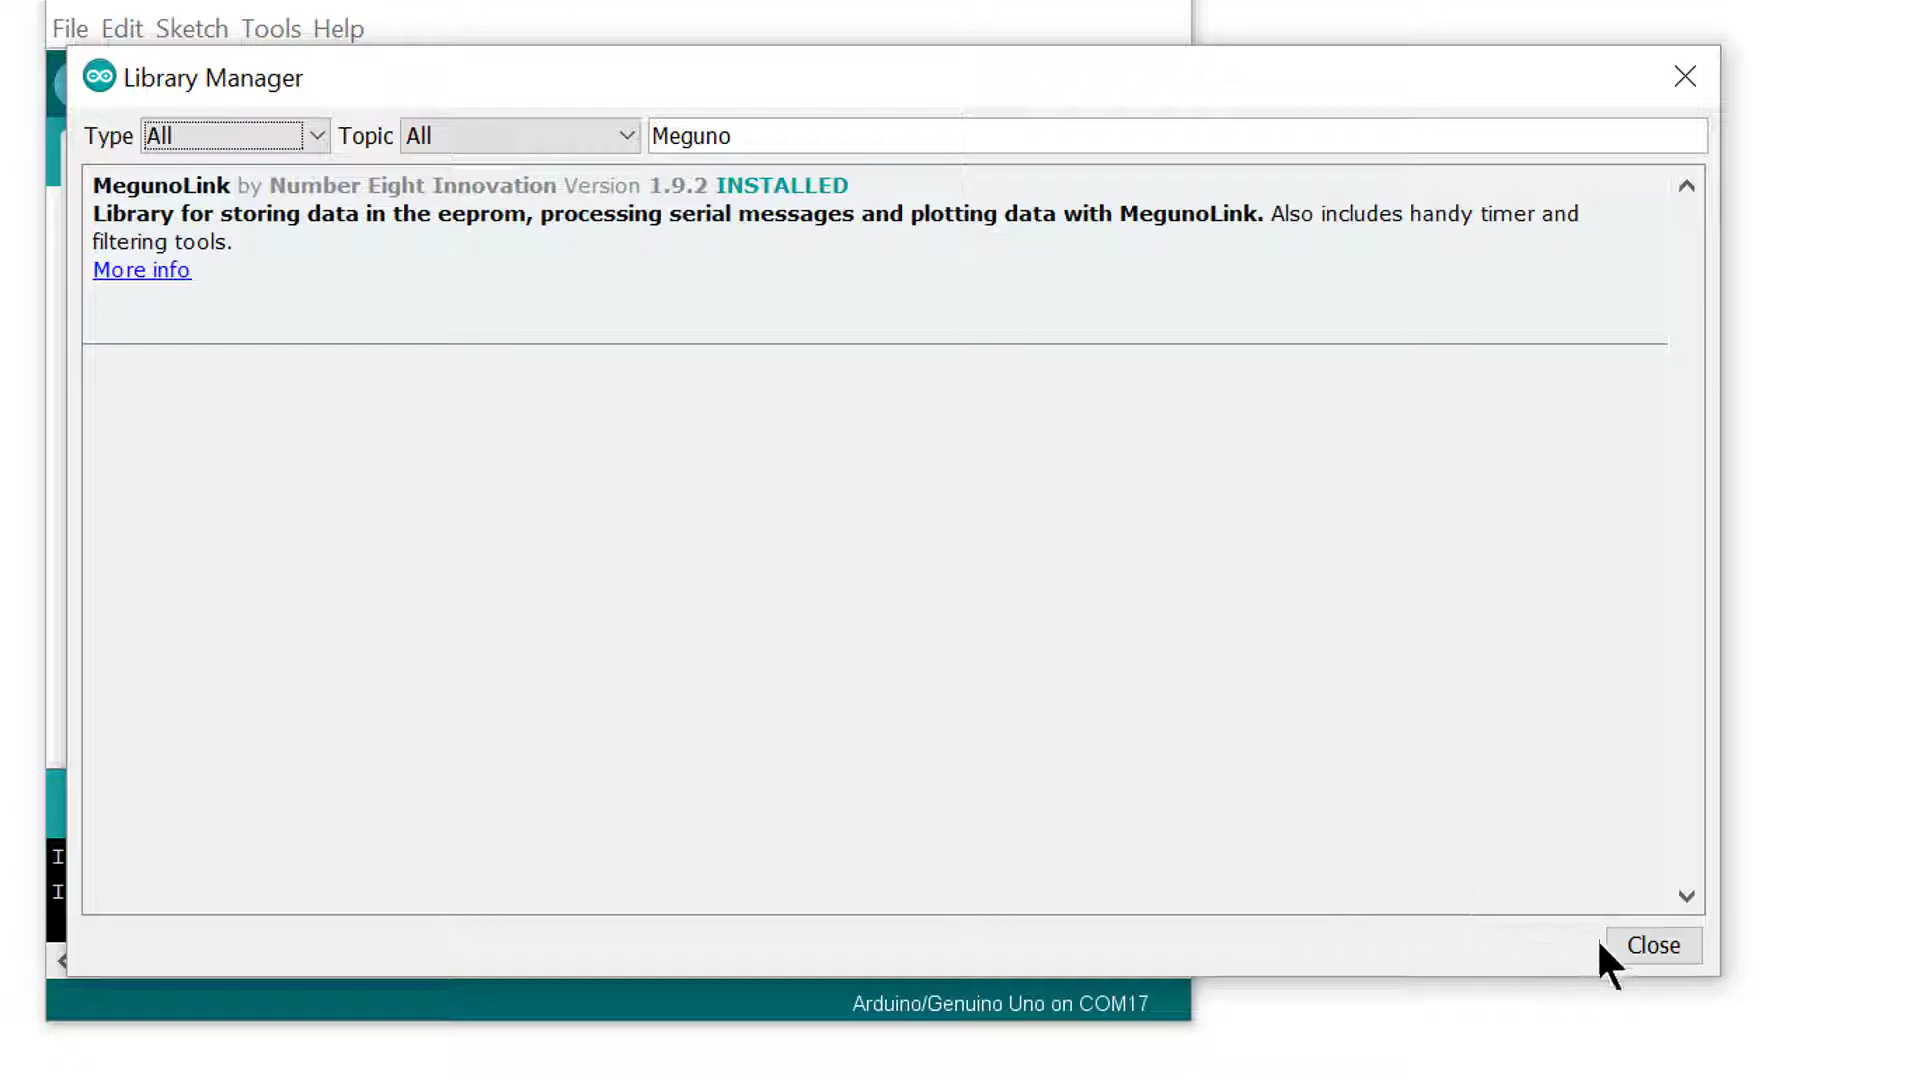 File Edit Sketch Tools Help
Library Manager
Type All Topic All Meguno
MegunoLink by Number Eight Innovation Version 1.9.2 INSTALLED
Library for storing data in the eeprom, processing serial messages and plotting data with MegunoLink. Also includes handy timer and
filtering tools.
More info
I
I
Close
Arduino/Genuino Uno on COM17